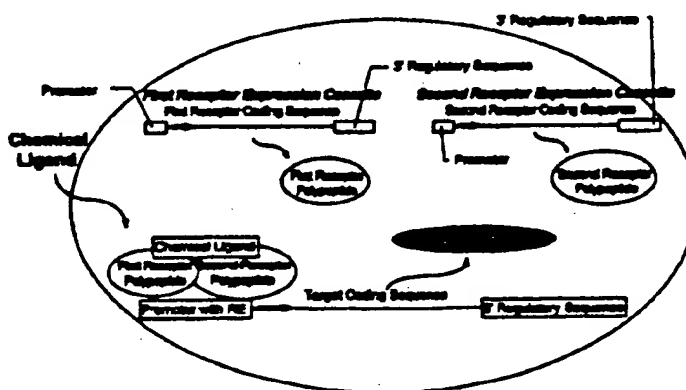 3' Regulatory Sequence
3' Regulatory Sequence
Promoter
First Receptor Expression Cassette
Second Receptor Expression Cassette
First Receptor Coding Sequence
Second Receptor Coding Sequence
Chemical
Ligand
Promoter
First Receptor
Polypeptide
Second Receptor
Polypeptide
Chemical Ligand
First Receptor
Polypeptide
Second Receptor
Polypeptide
Target Coding Sequence
Promoter with RE
3' Regulatory Sequence